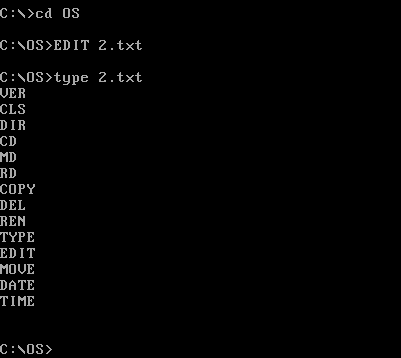 C:\>cd OS
C:\OS>EDIT 2.txt
C:\OS>type 2.txt
VER
CLS
DIR
CD
MD
RD
COPY
DEL
REN
TYPE
EDIT
MOVE
DATE
TIME
C:\OS>